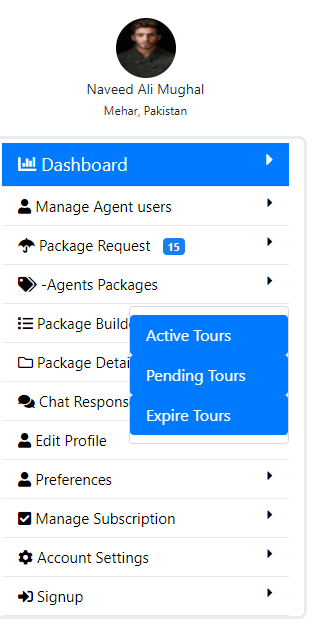 Naveed Ali Mughal
Mehar, Pakistan
Dashboard
Manage Agent users
Package Request 15
-Agents Packages
Package Build
Active Tours
Package Detai
Pending Tours
Chat Respons
Expire Tours
Edit Profile
Preferences
Manage Subscription
Account Settings
Signup